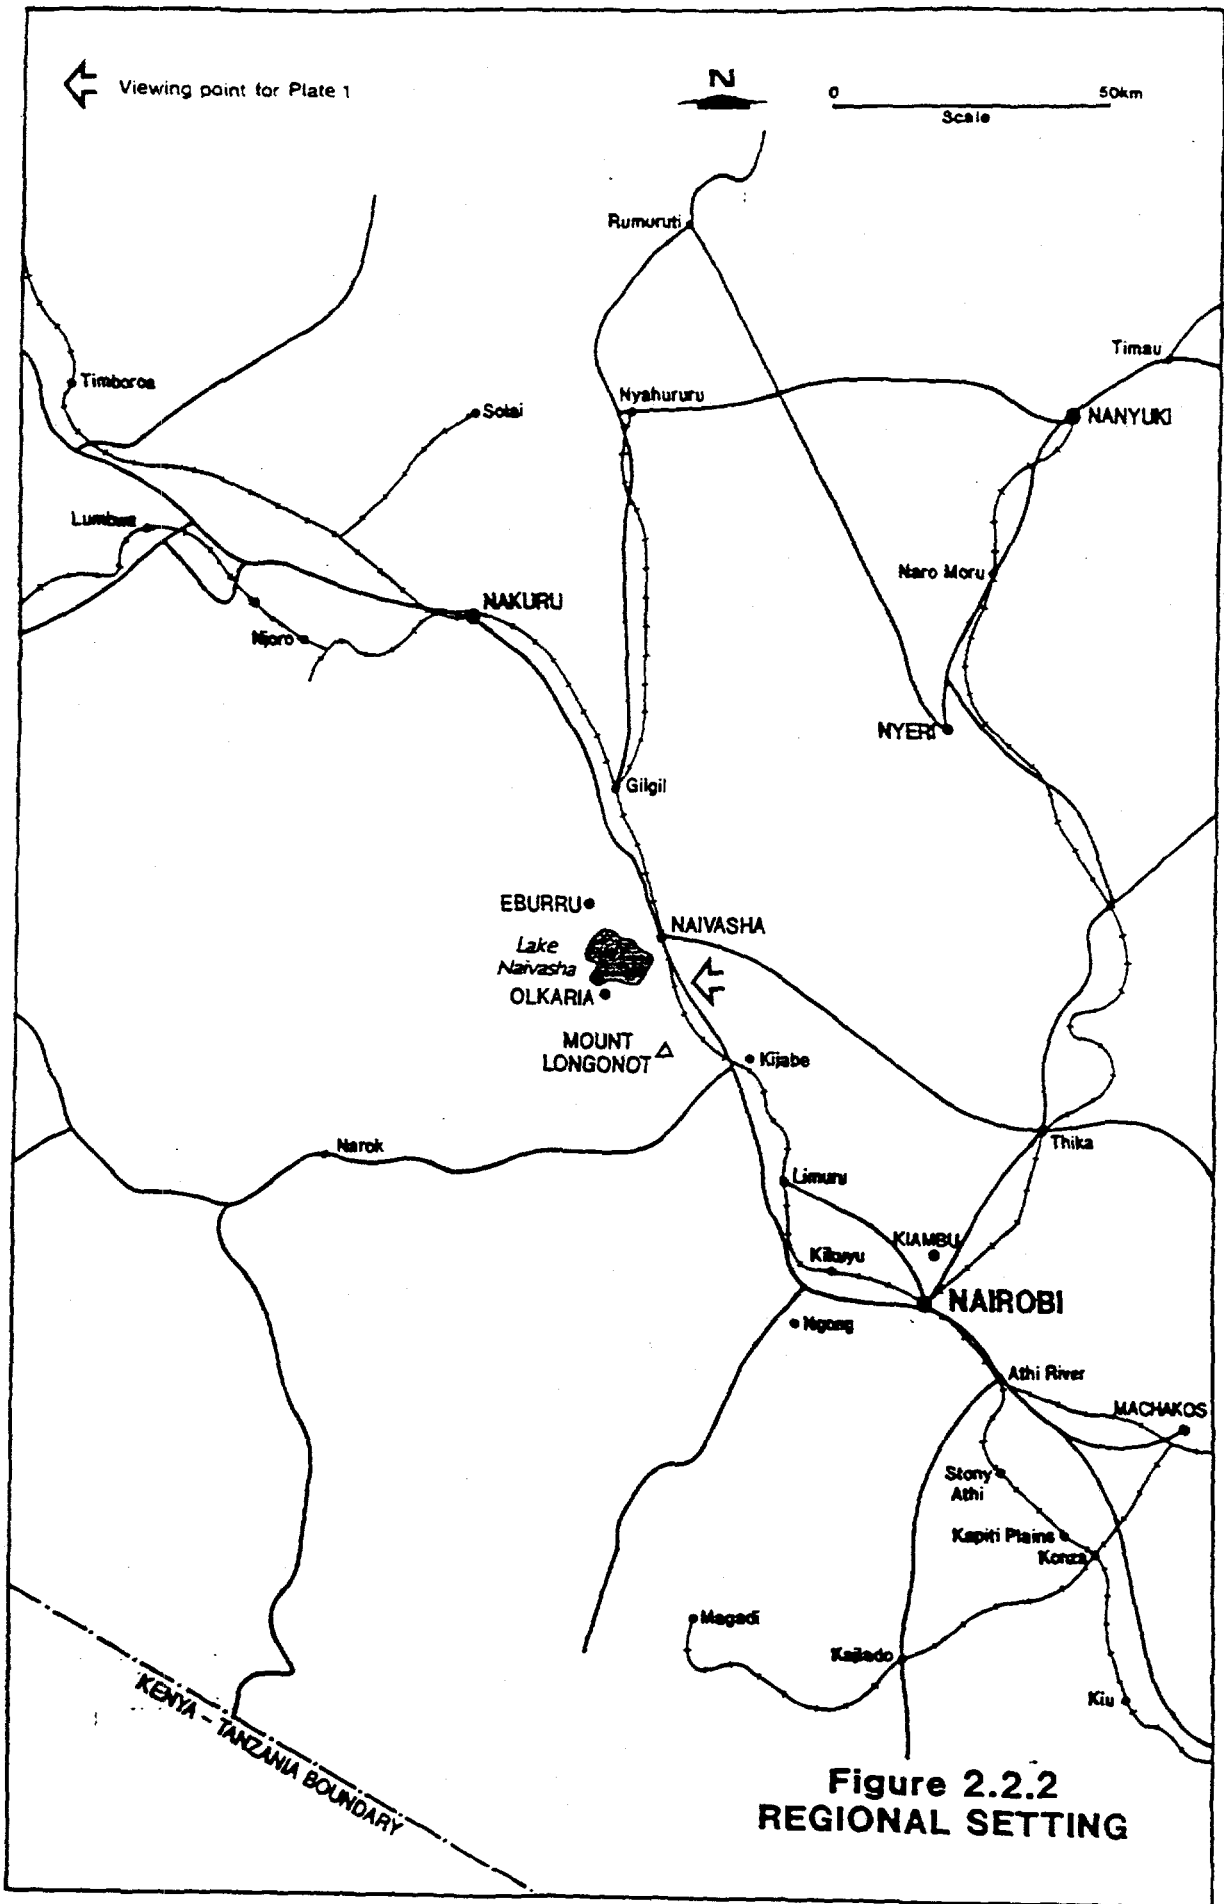 Viewing point for Plate 1
N
0 50km
Scale
Rumuruti
Timau
Timboroa
Solai
Nyahururu
NANYUKI
Lumbwa
Naro Moru
NAKURU
Njoro
NYERI
Gilgil
EBURRU
NAIVASHA
Lake
Naivasha
OLKARIA
MOUNT
LONGONOT
Kijabe
Thika
Narok
Limuru
KIAMBU
Kikuyu
NAIROBI
Ngong
Athi River
MACHAKOS
Stony
Athi
Kapiti Plains
Konza
Magadi
Kajiado
Kiu
KENYA - TANZANIA BOUNDARY
Figure 2.2.2
REGIONAL SETTING